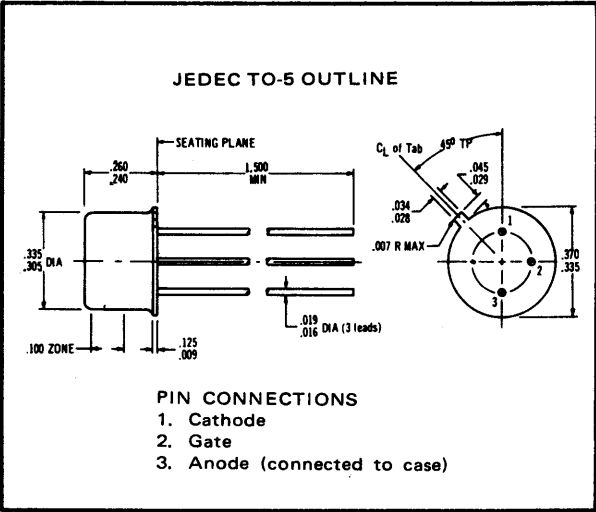 JEDEC TO-5 OUTLINE
SEATING PLANE
.260
.240
1.500
MIN
CL of Tab
45° TP
.045
.029
.034
.028
.007 R MAX
1
2
3
.370
.335
.335
.305 DIA
.019
.016 DIA (3 leads)
.100 ZONE
.125
.009
PIN CONNECTIONS
1. Cathode
2. Gate
3. Anode (connected to case)